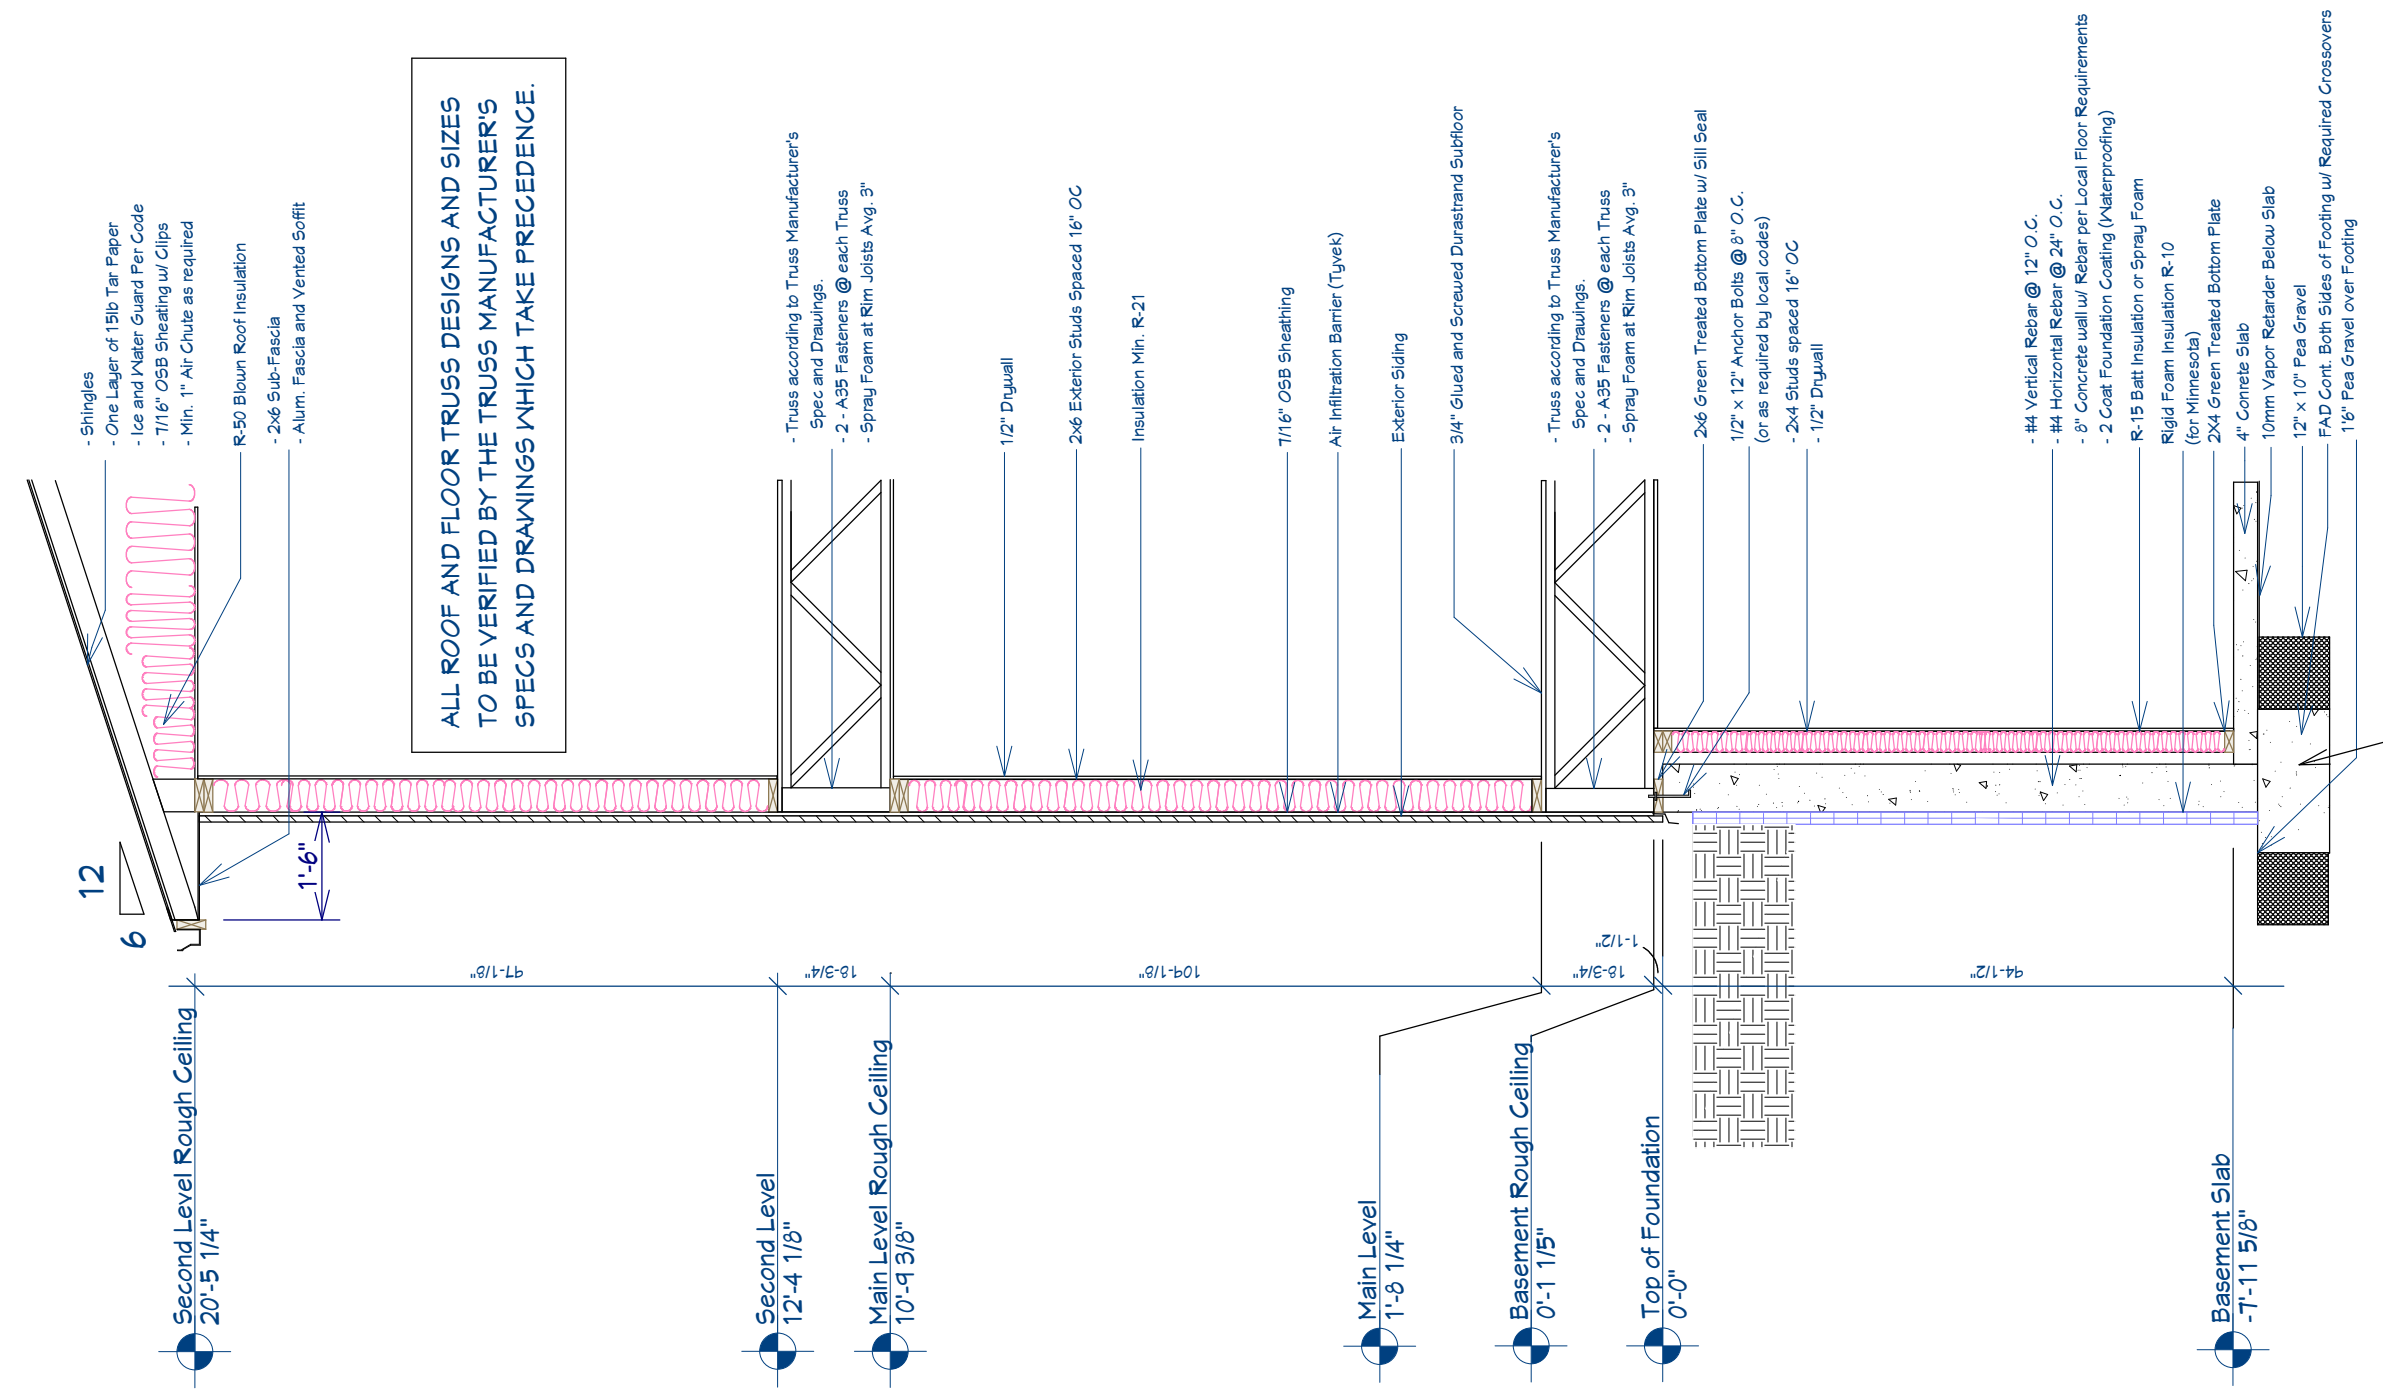 - Shingles
- One Layer of 15lb Tar Paper
- Ice and Water Guard Per Code
- 7/16" OSB Sheating w/ Clips
- Min. 1" Air Chute as required
R-50 Blown Roof Insulation
- 2x6 Sub-Fascia
- Alum. Fascia and Vented Soffit
ALL ROOF AND FLOOR TRUSS DESIGNS AND SIZES
TO BE VERIFIED BY THE TRUSS MANUFACTURER'S
SPECS AND DRAWINGS WHICH TAKE PRECEDENCE.
- Truss according to Truss Manufacturer's
Spec and Drawings.
- 2 - A35 Fasteners @ each Truss
- Spray Foam at Rim Joists Avg. 3"
1/2" Drywall
2x6 Exterior Studs Spaced 16" OC
Insulation Min. R-21
7/16" OSB Sheathing
Air Infiltration Barrier (Tyvek)
Exterior Siding
3/4" Glued and Screwed Durastrand Subfloor
- Truss according to Truss Manufacturer's
Spec and Drawings.
- 2 - A35 Fasteners @ each Truss
- Spray Foam at Rim Joists Avg. 3"
2x6 Green Treated Bottom Plate w/ Sill Seal
1/2" x 12" Anchor Bolts @ 8" O.C.
(or as required by local codes)
- 2x4 Studs spaced 16" OC
- 1/2" Drywall
- #4 Vertical Rebar @ 12" O.C.
- #4 Horizontal Rebar @ 24" O.C.
- 8" Concrete wall w/ Rebar per Local Floor Requirements
- 2 Coat Foundation Coating (Waterproofing)
R-15 Batt Insulation or Spray Foam
Rigid Foam Insulation R-10
(for Minnesota)
2X4 Green Treated Bottom Plate
4" Conrete Slab
10mm Vapor Retarder Below Slab
12" x 10" Pea Gravel
FAD Cont. Both Sides of Footing w/ Required Crossovers
1'6" Pea Gravel over Footing
12
6
1'-6"
97-1/8"
18-3/4"
109-1/8"
18-3/4"
1-1/2"
94-1/2"
Second Level Rough Ceiling
20'-5 1/4"
Second Level
12'-4 1/8"
Main Level Rough Ceiling
10'-9 3/8"
Main Level
1'-8 1/4"
Basement Rough Ceiling
0'-1 1/5"
Top of Foundation
0'-0"
Basement Slab
-7'-11 5/8"